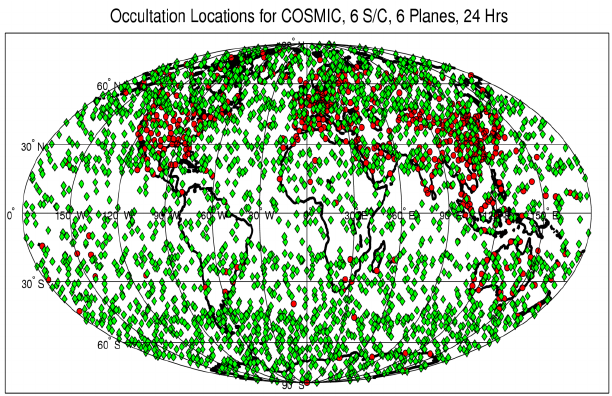 Occultation Locations for COSMIC, 6 S/C, 6 Planes, 24 Hrs
60° N
30° N
0° 150° W 120° W 90° W 60° W 30° W 0° 30° E 60° E 90° E 150° E
30° S
60° S
90° S